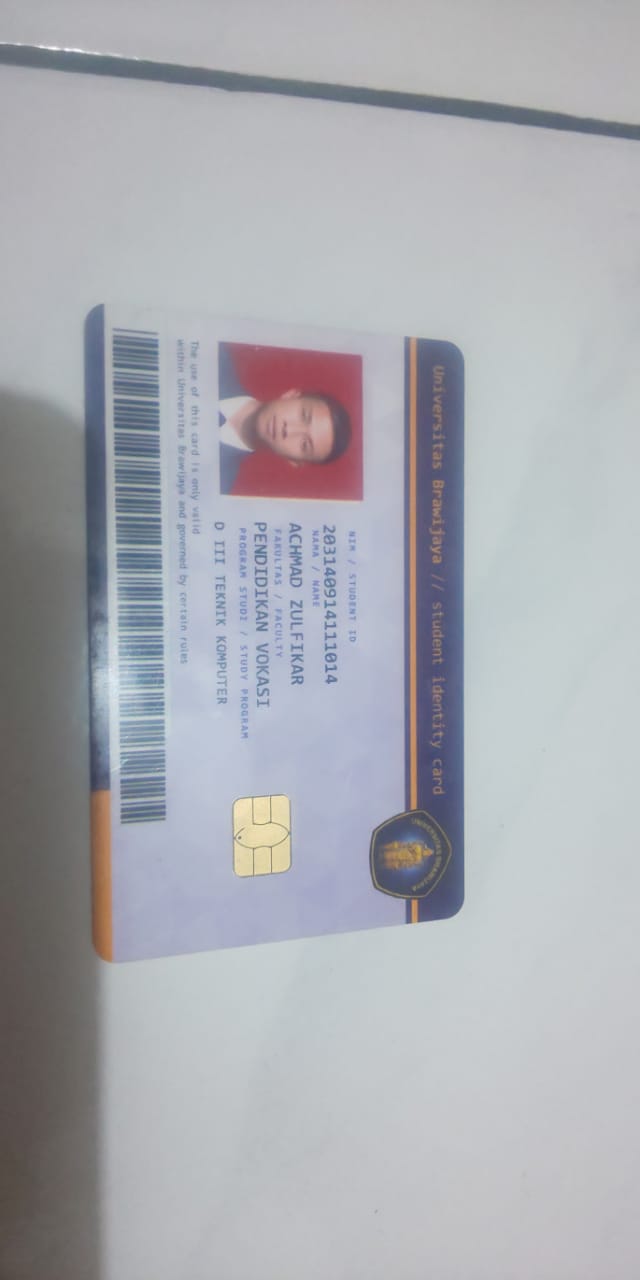 Universitas Brawijaya // student identity card
UNIVERSITAS BRAWIJAYA
NIM / STUDENT ID
203140914111014
NAMA / NAME
ACHMAD ZULFIKAR
FAKULTAS / FACULTY
PENDIDIKAN VOKASI
PROGRAM STUDI / STUDY PROGRAM
D III TEKNIK KOMPUTER
The use of this card is only valid
within Universitas Brawijaya and governed by certain rules